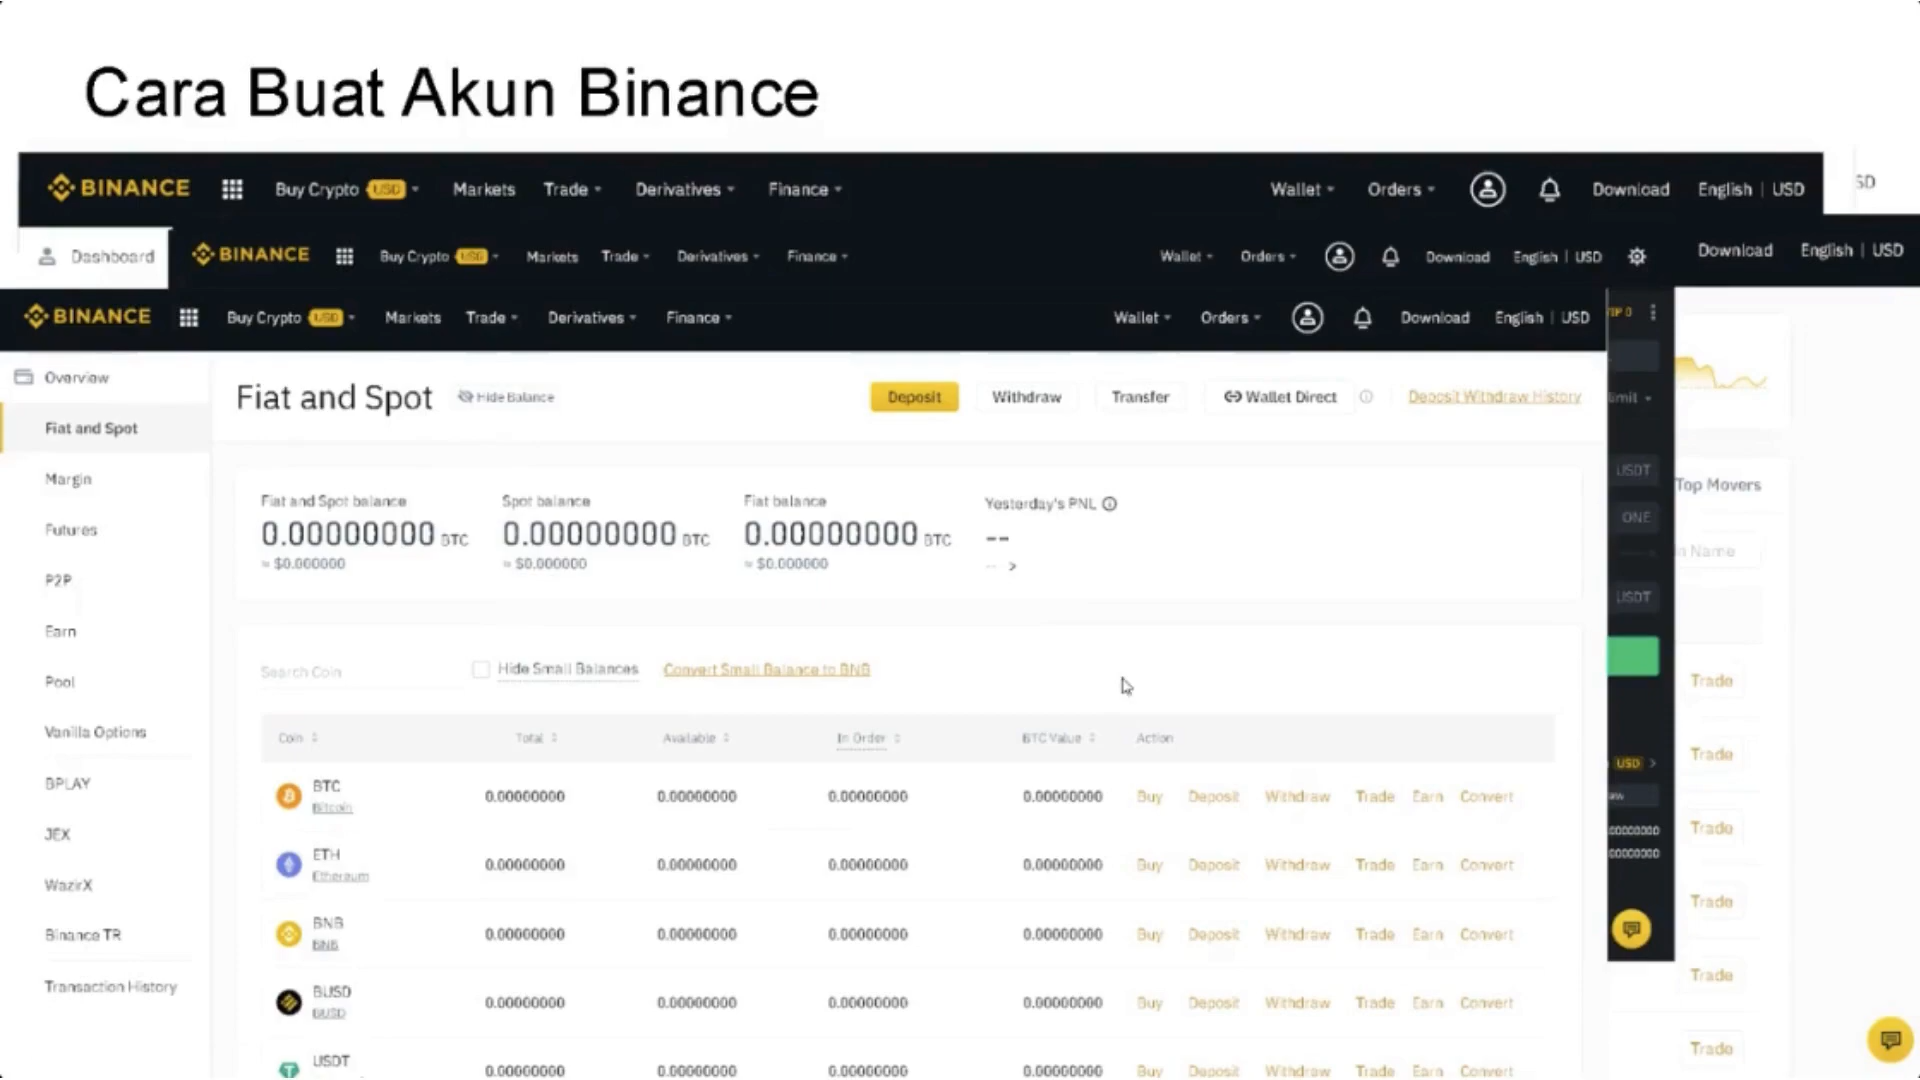 Cara Buat Akun Binance
BINANCE Buy Crypto USD Markets Trade Derivatives Finance Wallet Orders Download English | USD
SD
Dashboard BINANCE Buy Crypto USD Markets Trade Derivatives Finance Wallet Orders Download English | USD Download English | USD
BINANCE Buy Crypto USD Markets Trade Derivatives Finance Wallet Orders Download English | USD
Overview
Fiat and Spot Hide Balance Deposit Withdraw Transfer Wallet Direct Deposit Withdraw History
Fiat and Spot
Margin
Futures
P2P
Earn
Pool
Vanilla Options
BPLAY
JEX
WazirX
Binance TR
Transaction History
Fiat and Spot balance Spot balance Fiat balance Yesterday's PNL
0.00000000 BTC 0.00000000 BTC 0.00000000 BTC --
≈ $0.000000 ≈ $0.000000 ≈ $0.000000 -- >
Search Coin Hide Small Balances Convert Small Balance to BNB
Coin Total Available In Order BTC Value Action
BTC
Bitcoin
0.00000000 0.00000000 0.00000000 0.00000000 Buy Deposit Withdraw Trade Earn Convert
ETH
Ethereum
0.00000000 0.00000000 0.00000000 0.00000000 Buy Deposit Withdraw Trade Earn Convert
BNB
BNB
0.00000000 0.00000000 0.00000000 0.00000000 Buy Deposit Withdraw Trade Earn Convert
BUSD
BUSD
0.00000000 0.00000000 0.00000000 0.00000000 Buy Deposit Withdraw Trade Earn Convert
USDT
0.00000000 0.00000000 0.00000000 0.00000000 Buy Deposit Withdraw Trade Earn Convert
USDT
ONE
USDT
USD >
00000000
00000000
Top Movers
Name
Trade
Trade
Trade
Trade
Trade
Trade